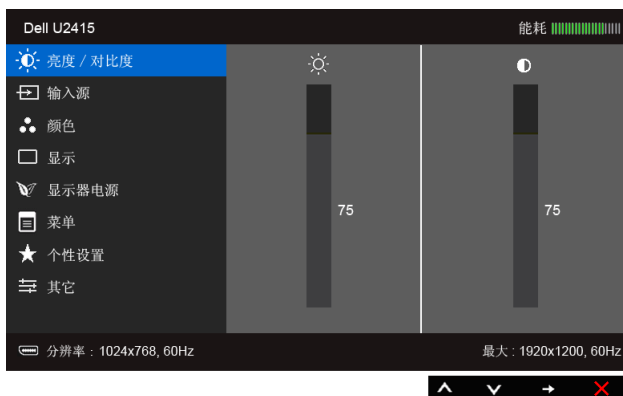 Dell U2415
能耗
亮度 / 对比度
输入源
颜色
显示
显示器电源
菜单
个性设置
其它
75
75
分辨率 : 1024x768, 60Hz
最大 : 1920x1200, 60Hz